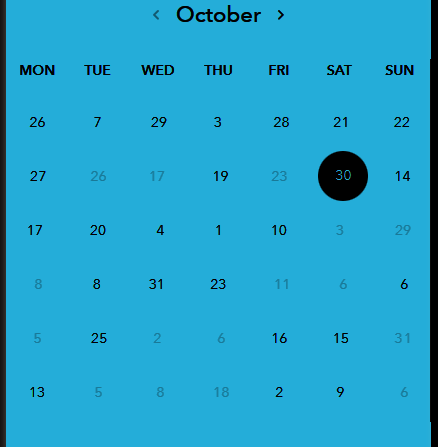 ‹ October ›
MON TUE WED THU FRI SAT SUN
26 7 29 3 28 21 22
27 26 17 19 23 30 14
17 20 4 1 10 3 29
8 8 31 23 11 6 6
5 25 2 6 16 15 31
13 5 8 18 2 9 6